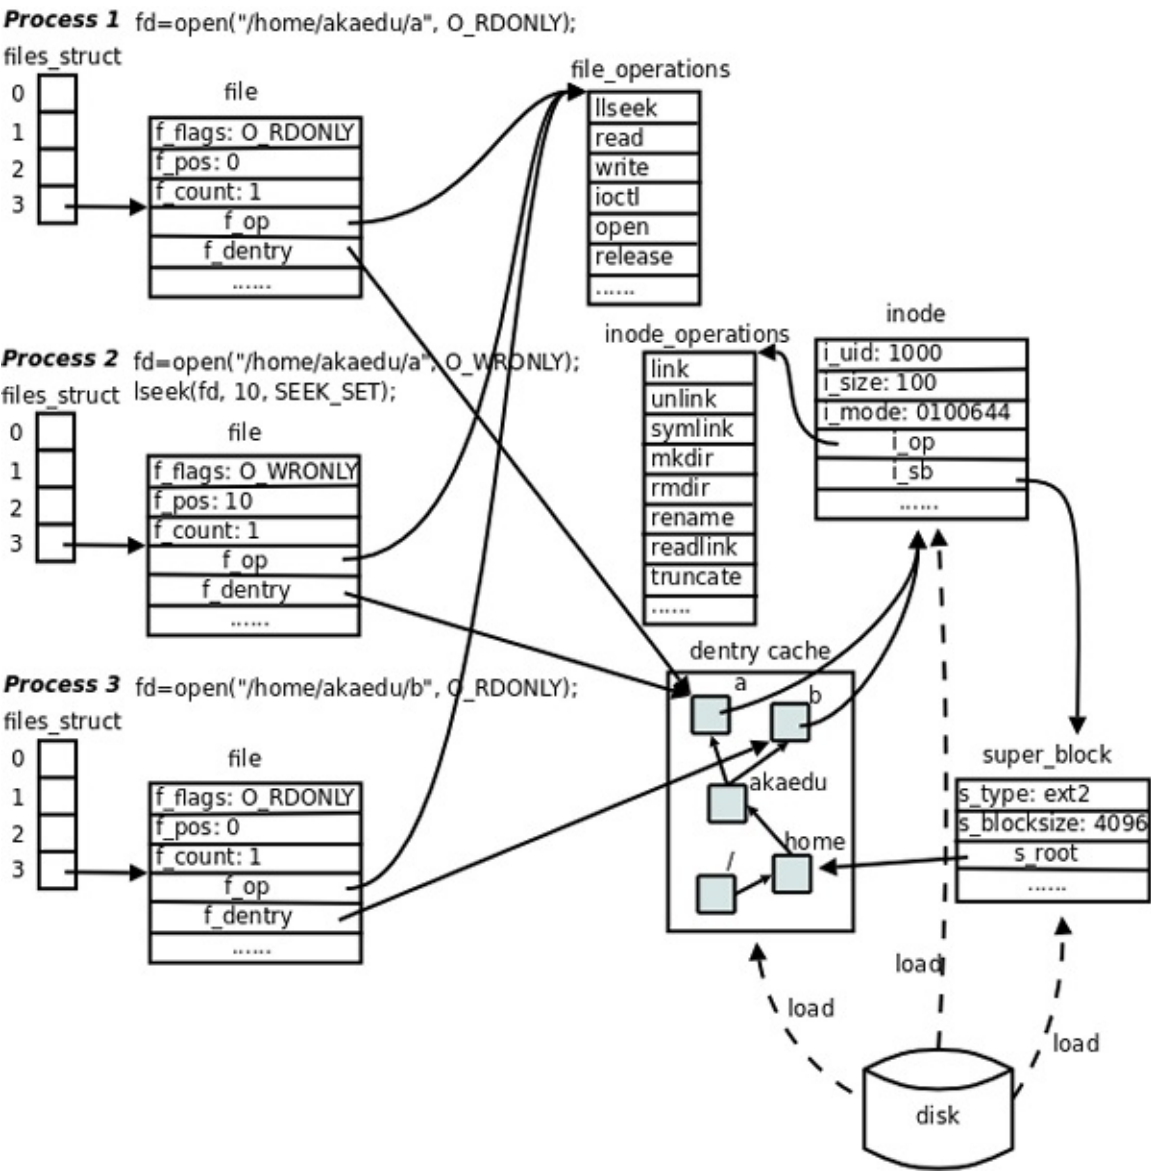 Process 1 fd=open("/home/akaedu/a", O_RDONLY);
files_struct
0
1
2
3
file
f_flags: O_RDONLY
f_pos: 0
f_count: 1
f_op
f_dentry
......
file_operations
llseek
read
write
ioctl
open
release
......
Process 2 fd=open("/home/akaedu/a", O_WRONLY);
lseek(fd, 10, SEEK_SET);
files_struct
0
1
2
3
file
f_flags: O_WRONLY
f_pos: 10
f_count: 1
f_op
f_dentry
......
inode_operations
link
unlink
symlink
mkdir
rmdir
rename
readlink
truncate
......
inode
i_uid: 1000
i_size: 100
i_mode: 0100644
i_op
i_sb
......
Process 3 fd=open("/home/akaedu/b", O_RDONLY);
files_struct
0
1
2
3
file
f_flags: O_RDONLY
f_pos: 0
f_count: 1
f_op
f_dentry
......
dentry cache
a
b
akaedu
home
/
super_block
s_type: ext2
s_blocksize: 4096
s_root
......
load
load
load
disk